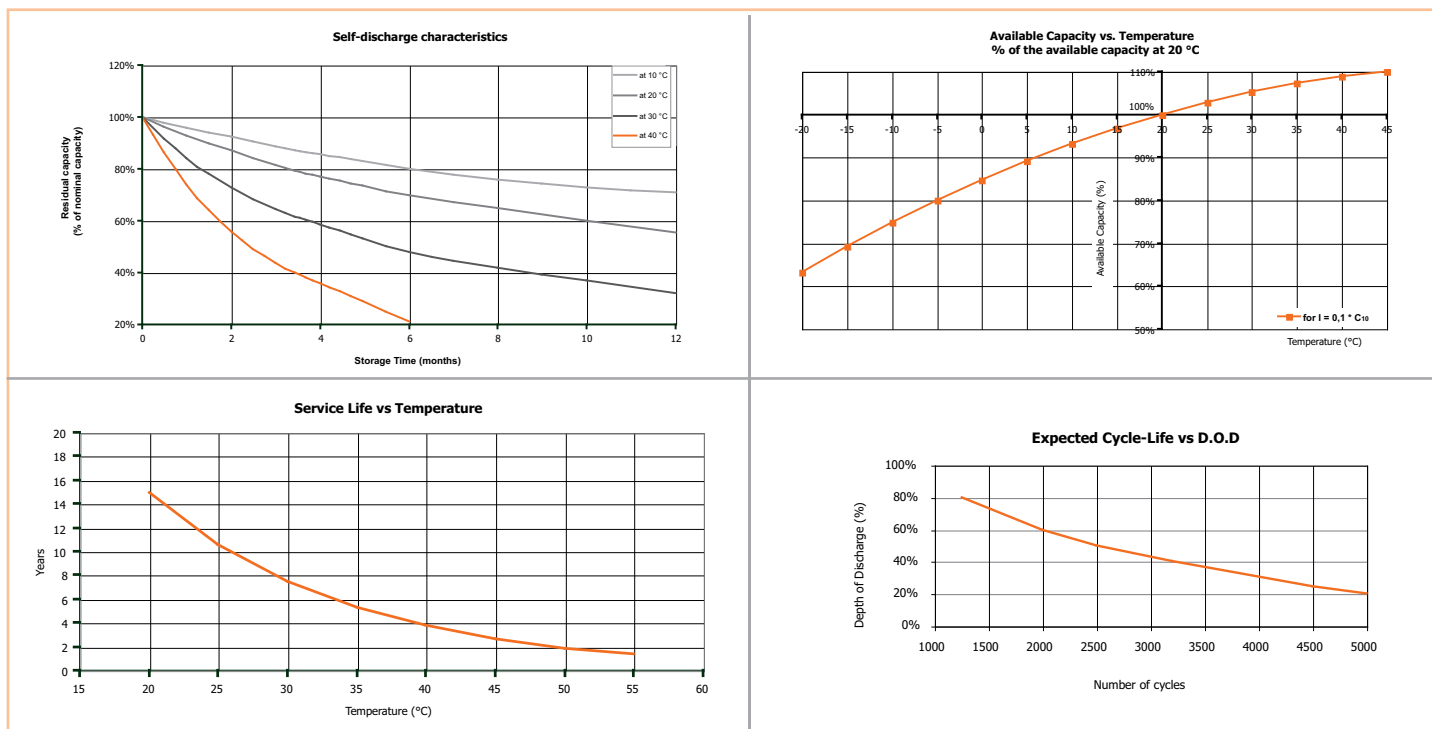 Self-discharge characteristics
120%
100%
80%
60%
40%
20%
Residual capacity
(% of nominal capacity)
at 10 °C
at 20 °C
at 30 °C
at 40 °C
0 2 4 6 8 10 12
Storage Time (months)
Available Capacity vs. Temperature
% of the available capacity at 20 °C
110%
100%
-20 -15 -10 -5 0 5 10 15 20 25 30 35 40 45
90%
80%
70%
60%
50%
Available Capacity (%)
for I = 0,1 * C₁₀
Temperature (°C)
Service Life vs Temperature
20
18
16
14
12
10
8
6
4
2
0
Years
15 20 25 30 35 40 45 50 55 60
Temperature (°C)
Expected Cycle-Life vs D.O.D
100%
80%
60%
40%
20%
0%
Depth of Discharge (%)
1000 1500 2000 2500 3000 3500 4000 4500 5000
Number of cycles